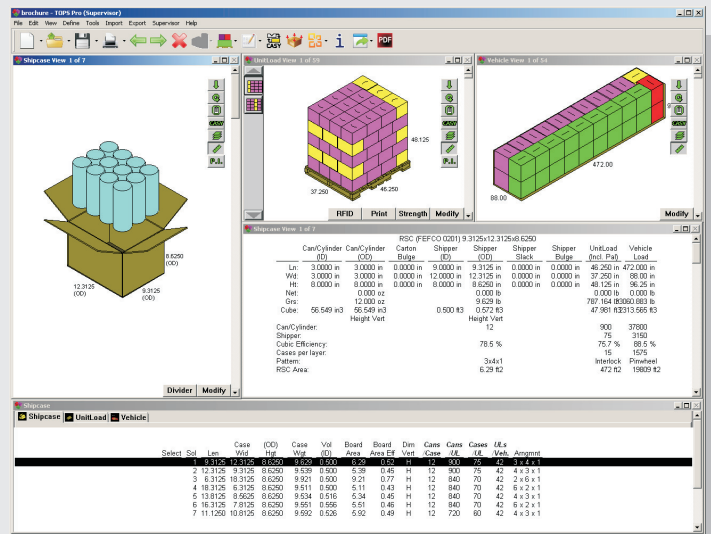 brochure - TOPS Pro (Supervisor)
File Edit View Define Tools Import Export Supervisor Help
TOPS CASY i PDF
Shipcase View 1 of 7
CASY
P.I.
8.6250
(OD)
12.3125
(OD)
9.3125
(OD)
Divider Modify
UnitLoad View 1 of 59
48.125
37.250
46.250
RFID Print Strength Modify
Vehicle View 1 of 54
CASY
P.I.
472.00
88.00
Modify
Shipcase View 1 of 7
RSC (FEFCO 0201) 9.3125x12.3125x8.6250
Can/Cylinder Can/Cylinder Carton Shipper Shipper Shipper Shipper UnitLoad Vehicle
(ID) (OD) Bulge (ID) (OD) Slack Bulge (Incl. Pal) Load
Ln: 3.0000 in 3.0000 in 0.0000 in 9.0000 in 9.3125 in 0.0000 in 0.0000 in 46.250 in 472.000 in
Wd: 3.0000 in 3.0000 in 0.0000 in 12.0000 in 12.3125 in 0.0000 in 0.0000 in 37.250 in 88.00 in
Ht: 8.0000 in 8.0000 in 0.0000 in 8.0000 in 8.6250 in 0.0000 in 0.0000 in 48.125 in 96.25 in
Net: 0.000 oz 0.000 lb 0.000 lb 0.000 lb
Grs: 12.000 oz 9.629 lb 787.164 lb
Cube: 56.549 in3 56.549 in3 0.500 ft3 0.572 ft3 47.981 ft3 2313.565 ft3
Height Vert Height Vert
Can/Cylinder: 12 900 37800
Shipper: 75 3150
Cubic Efficiency: 78.5 % 75.7 % 88.5 %
Cases per layer: 15 1575
Pattern: 3x4x1 Interlock Pinwheel
RSC Area: 6.29 ft2 472 ft2 19809 ft2
Shipcase
Shipcase UnitLoad Vehicle
Case (OD) Case Vol Board Board Dim Cans Cans Cases ULs
Select Sol Len Wid Hgt Wgt (ID) Area Area Eff Vert /Case /UL /UL /Veh. Arngmnt
1 9.3125 12.3125 8.6250 9.629 0.500 6.29 0.52 H 12 900 75 42 3 x 4 x 1
2 12.3125 9.3125 8.6250 9.530 0.500 5.39 0.45 H 12 900 75 42 4 x 3 x 1
3 6.3125 18.3125 8.6250 9.921 0.500 9.21 0.77 H 12 840 70 42 2 x 6 x 1
4 18.3125 6.3125 8.6250 9.511 0.500 5.11 0.43 H 12 840 70 42 6 x 2 x 1
5 13.8125 8.5625 8.6250 9.534 0.516 5.34 0.45 H 12 840 70 42 4 x 3 x 1
6 16.3125 7.8125 8.6250 9.551 0.556 5.51 0.46 H 12 840 70 42 6 x 2 x 1
7 11.1250 10.8125 8.6250 9.592 0.526 5.92 0.49 H 12 720 60 42 4 x 3 x 1